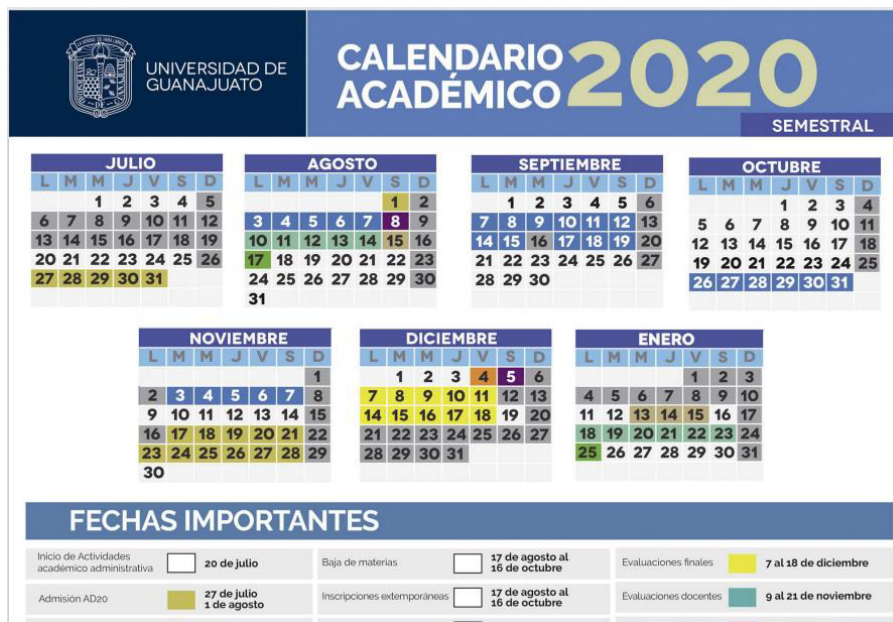 UNIVERSIDAD DE
GUANAJUATO
CALENDARIO
ACADÉMICO
2020
SEMESTRAL
JULIO
L M M J V S D
1 2 3 4 5
6 7 8 9 10 11 12
13 14 15 16 17 18 19
20 21 22 23 24 25 26
27 28 29 30 31
AGOSTO
L M M J V S D
1 2
3 4 5 6 7 8 9
10 11 12 13 14 15 16
17 18 19 20 21 22 23
24 25 26 27 28 29 30
31
SEPTIEMBRE
L M M J V S D
1 2 3 4 5 6
7 8 9 10 11 12 13
14 15 16 17 18 19 20
21 22 23 24 25 26 27
28 29 30
OCTUBRE
L M M J V S D
1 2 3 4
5 6 7 8 9 10 11
12 13 14 15 16 17 18
19 20 21 22 23 24 25
26 27 28 29 30 31
NOVIEMBRE
L M M J V S D
1
2 3 4 5 6 7 8
9 10 11 12 13 14 15
16 17 18 19 20 21 22
23 24 25 26 27 28 29
30
DICIEMBRE
L M M J V S D
1 2 3 4 5 6
7 8 9 10 11 12 13
14 15 16 17 18 19 20
21 22 23 24 25 26 27
28 29 30 31
ENERO
L M M J V S D
1 2 3
4 5 6 7 8 9 10
11 12 13 14 15 16 17
18 19 20 21 22 23 24
25 26 27 28 29 30 31
FECHAS IMPORTANTES
Inicio de Actividades
académico administrativa
20 de julio
Baja de materias
17 de agosto al
16 de octubre
Evaluaciones finales
7 al 18 de diciembre
Admisión AD20
27 de julio
1 de agosto
Inscripciones extemporáneas
17 de agosto al
16 de octubre
Evaluaciones docentes
9 al 21 de noviembre